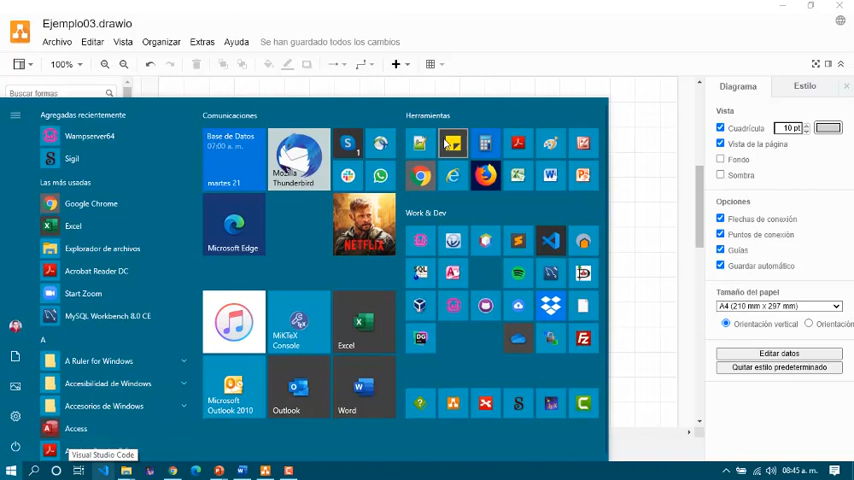 Ejemplo03.drawio
Archivo Editar Vista Organizar Extras Ayuda Se han guardado todos los cambios
100%
Buscar formas
Diagrama Estilo
Vista
Cuadrícula 10 pt
Vista de la página
Fondo
Sombra
Opciones
Flechas de conexión
Puntos de conexión
Guías
Guardar automático
Tamaño del papel
A4 (210 mm x 297 mm)
Orientación vertical Orientación
Editar datos
Quitar estilo predeterminado
Agregadas recientemente
Wampserver64
Sigil
Las más usadas
Google Chrome
Excel
Explorador de archivos
Acrobat Reader DC
Start Zoom
MySQL Workbench 8.0 CE
A
A Ruler for Windows
Accesibilidad de Windows
Accesorios de Windows
Access
Visual Studio Code
Comunicaciones
Base de Datos
07:00 a. m.
martes 21
Mozilla
Thunderbird
1
Microsoft Edge
NETFLIX
MiKTeX
Console
Excel
Microsoft
Outlook 2010
Outlook
Word
Herramientas
Work & Dev
SQL
DG
08:45 a. m.